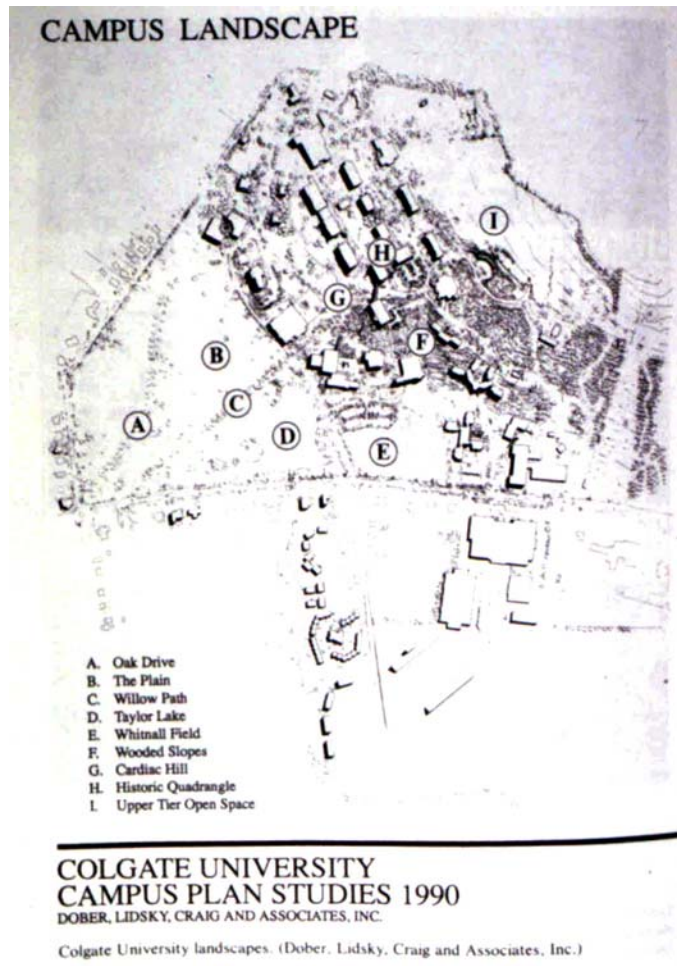 CAMPUS LANDSCAPE
I
H
G
F
B
C
A
D
E
A. Oak Drive
B. The Plain
C. Willow Path
D. Taylor Lake
E. Whitnall Field
F. Wooded Slopes
G. Cardiac Hill
H. Historic Quadrangle
I. Upper Tier Open Space
COLGATE UNIVERSITY
CAMPUS PLAN STUDIES 1990
DOBER, LIDSKY, CRAIG AND ASSOCIATES, INC.
Colgate University landscapes. (Dober, Lidsky, Craig and Associates, Inc.)